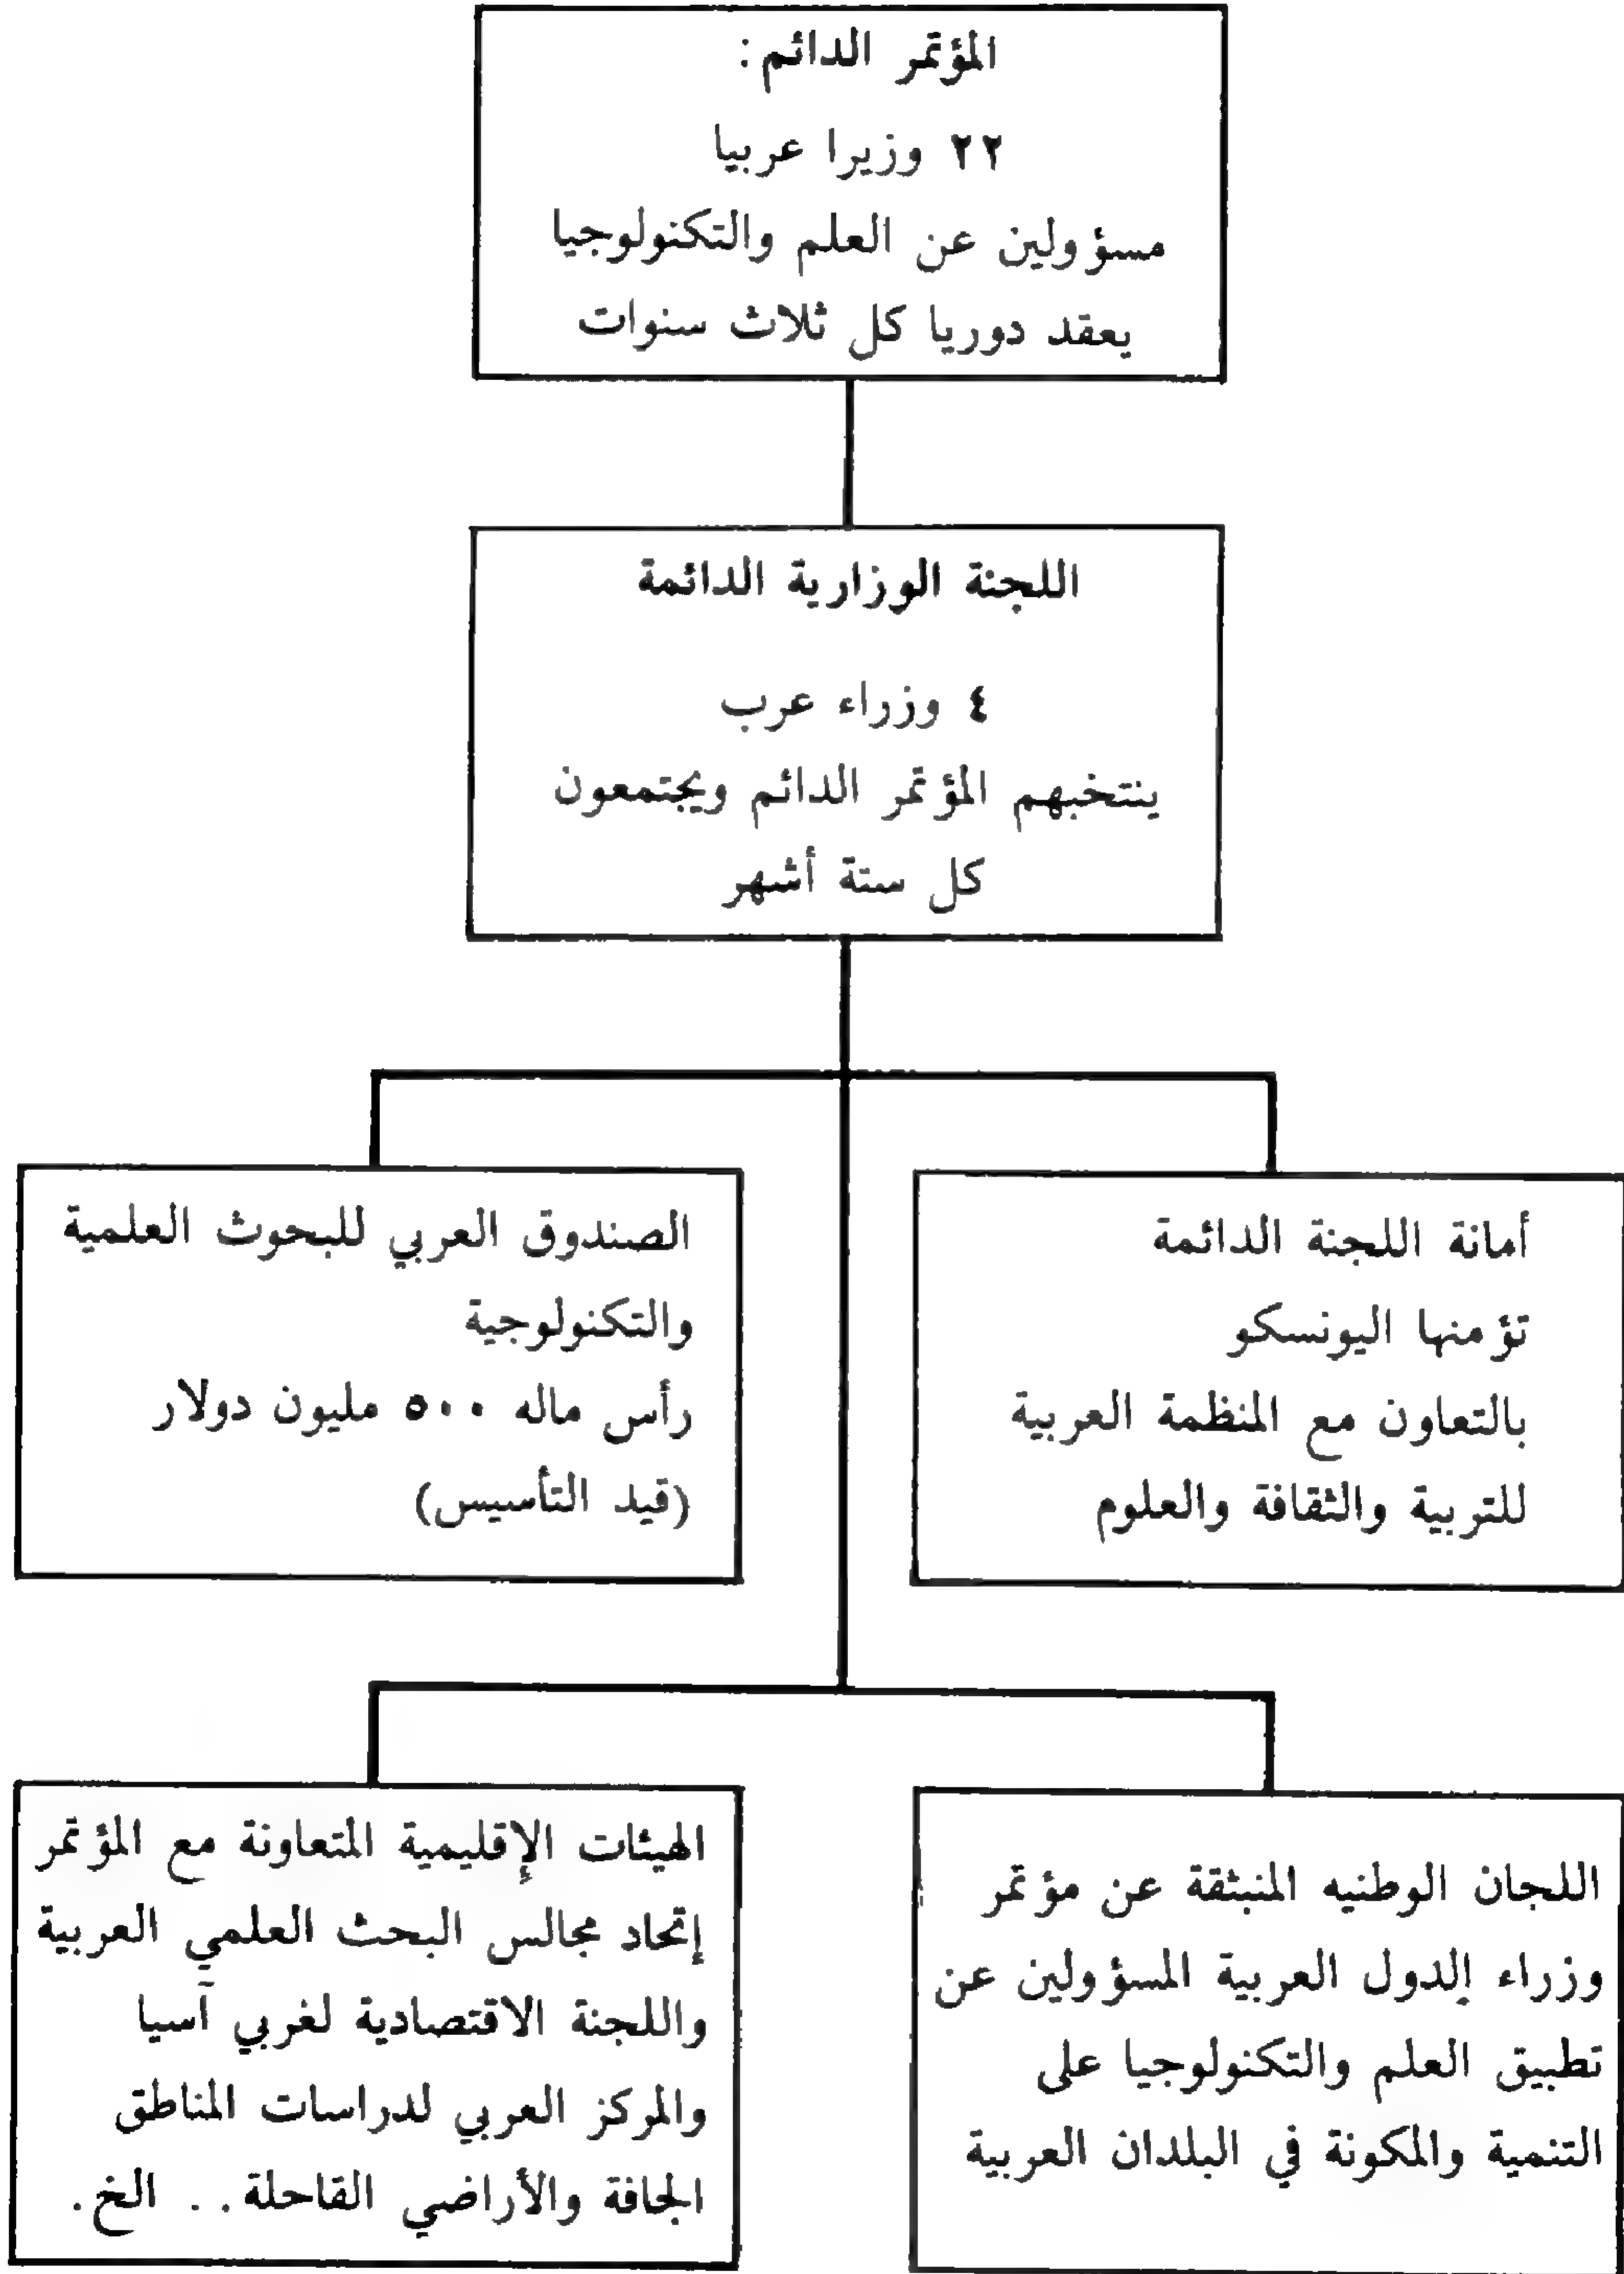 المؤتمر الدائم:
٢٢ وزيرا عربيا
مسؤولين عن العلم والتكنولوجيا
يعقد دوريا كل ثلاث سنوات
اللجنة الوزارية الدائمة
٤ وزراء عرب
ينتخبهم المؤتمر الدائم ويجتمعون
كل ستة أشهر
أمانة اللجنة الدائمة
تؤمنها اليونسكو
بالتعاون مع المنظمة العربية
للتربية والثقافة والعلوم
الصندوق العربي للبحوث العلمية
والتكنولوجية
رأس ماله ٥٠٠ مليون دولار
(قيد التأسيس)
اللجان الوطنيه المنبثقة عن مؤتمر
وزراء الدول العربية المسؤولين عن
تطبيق العلم والتكنولوجيا على
التنمية والمكونة في البلدان العربية
الهيئات الإقليمية المتعاونة مع المؤتمر
إتحاد مجالس البحث العلمي العربية
واللجنة الاقتصادية لغربي آسيا
والمركز العربي لدراسات المناطق
الجافة والأراضي القاحلة.. الخ.